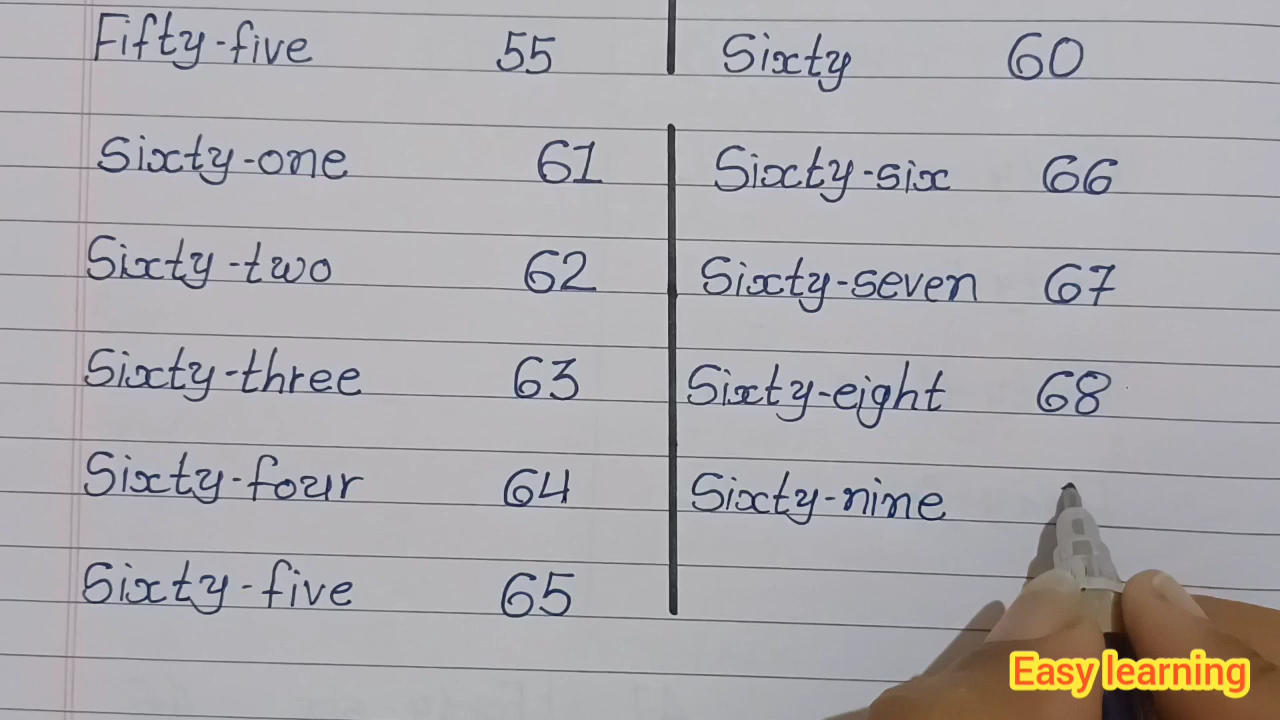 Fifty-five 55
Sixty 60
Sixty-one 61
Sixty-two 62
Sixty-three 63
Sixty-four 64
Sixty-five 65
Sixty-six 66
Sixty-seven 67
Sixty-eight 68
Sixty-nine
Easy learning